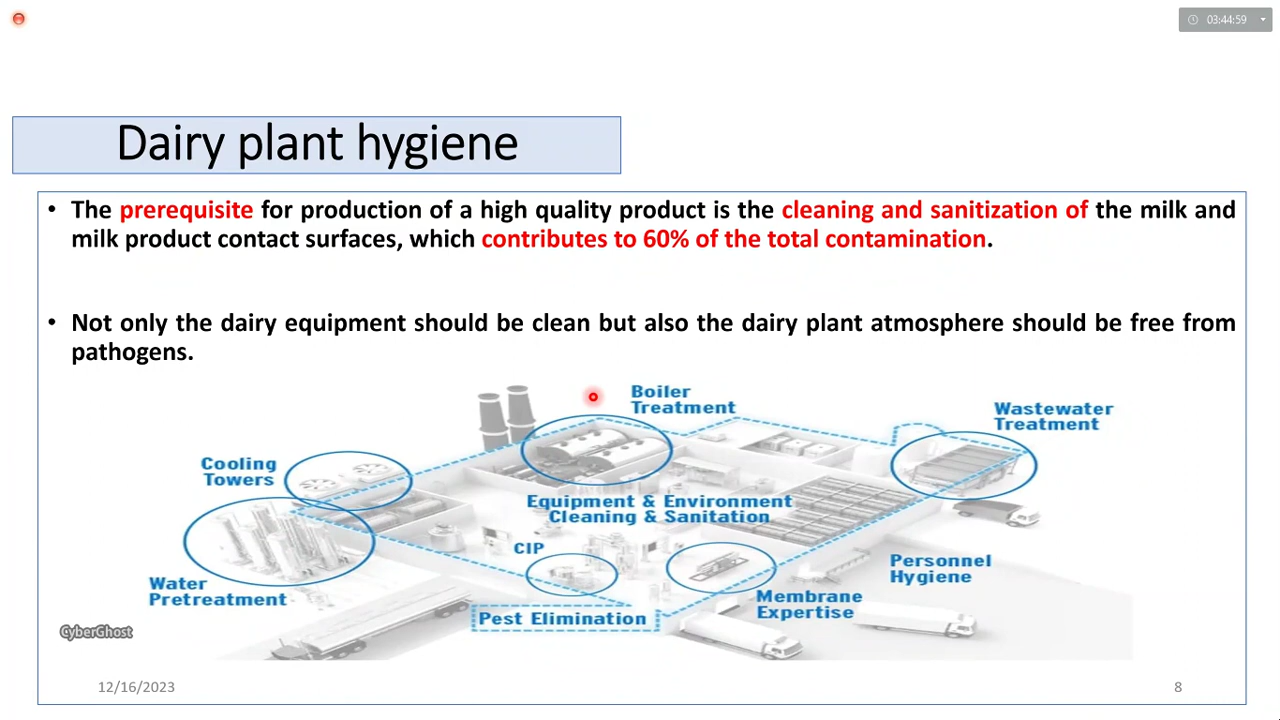 03:44:59
Dairy plant hygiene
• The prerequisite for production of a high quality product is the cleaning and sanitization of the milk and
milk product contact surfaces, which contributes to 60% of the total contamination.
• Not only the dairy equipment should be clean but also the dairy plant atmosphere should be free from
pathogens.
Boiler
Treatment
Wastewater
Treatment
Cooling
Towers
Equipment & Environment
Cleaning & Sanitation
CIP
Personnel
Hygiene
Water
Pretreatment
Membrane
Expertise
Pest Elimination
CyberGhost
12/16/2023
8